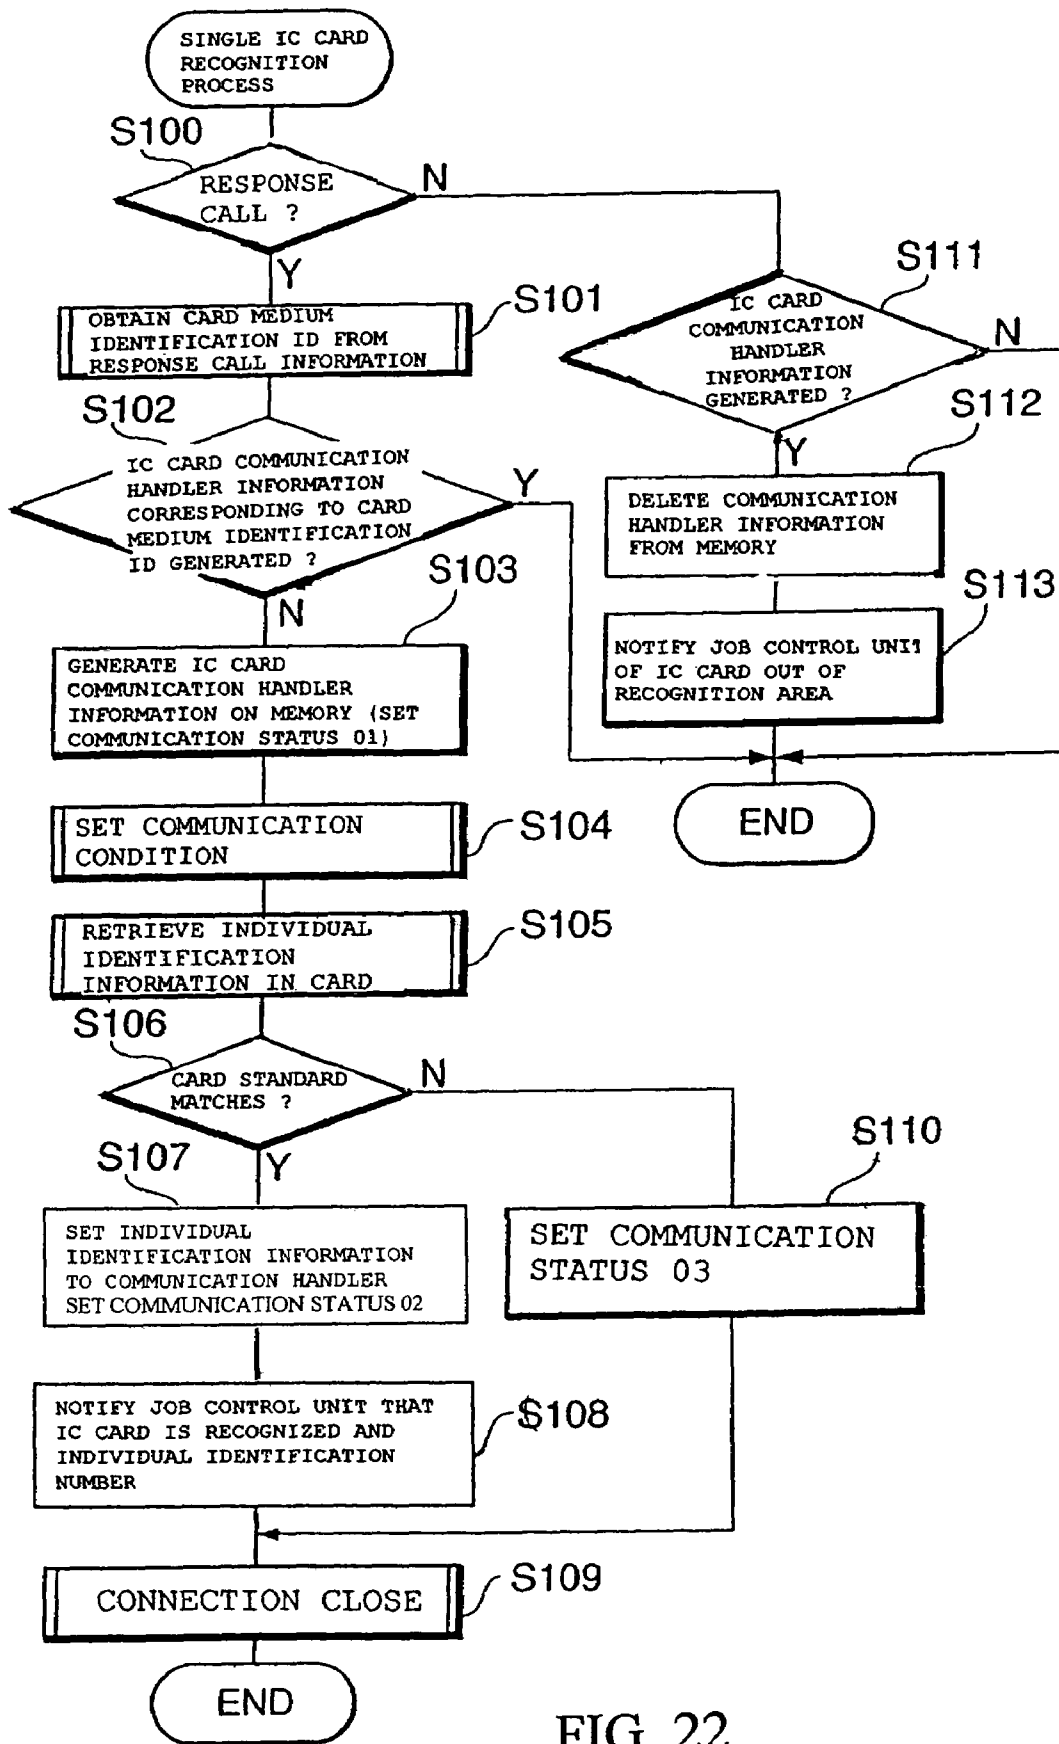 SINGLE IC CARD
RECOGNITION
PROCESS
S100
RESPONSE
CALL ?
N
Y
S101
OBTAIN CARD MEDIUM
IDENTIFICATION ID FROM
RESPONSE CALL INFORMATION
S111
IC CARD
COMMUNICATION
HANDLER
INFORMATION
GENERATED ?
N
Y
S102
IC CARD COMMUNICATION
HANDLER INFORMATION
CORRESPONDING TO CARD
MEDIUM IDENTIFICATION
ID GENERATED ?
Y
N
S112
DELETE COMMUNICATION
HANDLER INFORMATION
FROM MEMORY
S103
GENERATE IC CARD
COMMUNICATION HANDLER
INFORMATION ON MEMORY (SET
COMMUNICATION STATUS 01)
S113
NOTIFY JOB CONTROL UNIT
OF IC CARD OUT OF
RECOGNITION AREA
END
SET COMMUNICATION
CONDITION
S104
RETRIEVE INDIVIDUAL
IDENTIFICATION
INFORMATION IN CARD
S105
S106
CARD STANDARD
MATCHES ?
N
Y
S107
SET INDIVIDUAL
IDENTIFICATION INFORMATION
TO COMMUNICATION HANDLER
SET COMMUNICATION STATUS 02
S110
SET COMMUNICATION
STATUS 03
NOTIFY JOB CONTROL UNIT THAT
IC CARD IS RECOGNIZED AND
INDIVIDUAL IDENTIFICATION
NUMBER
S108
CONNECTION CLOSE
S109
END
FIG. 22